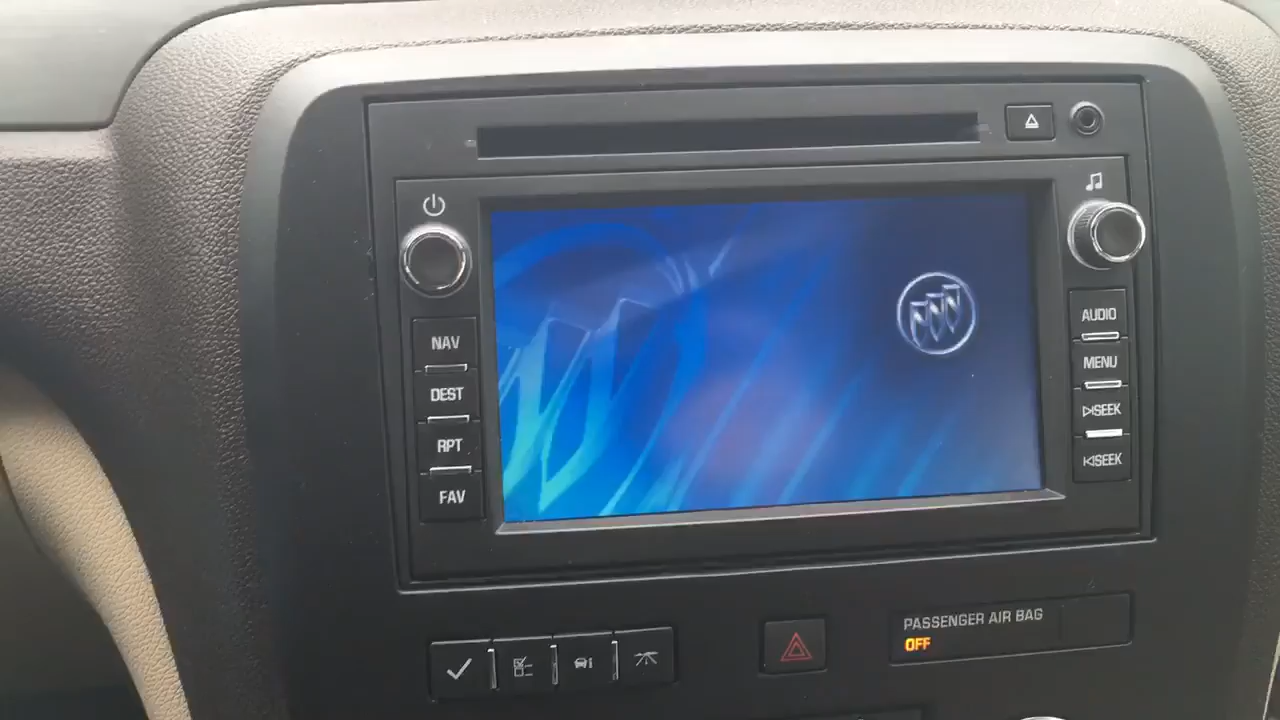 NAV
DEST
RPT
FAV
AUDIO
MENU
SEEK
SEEK
PASSENGER AIR BAG
OFF